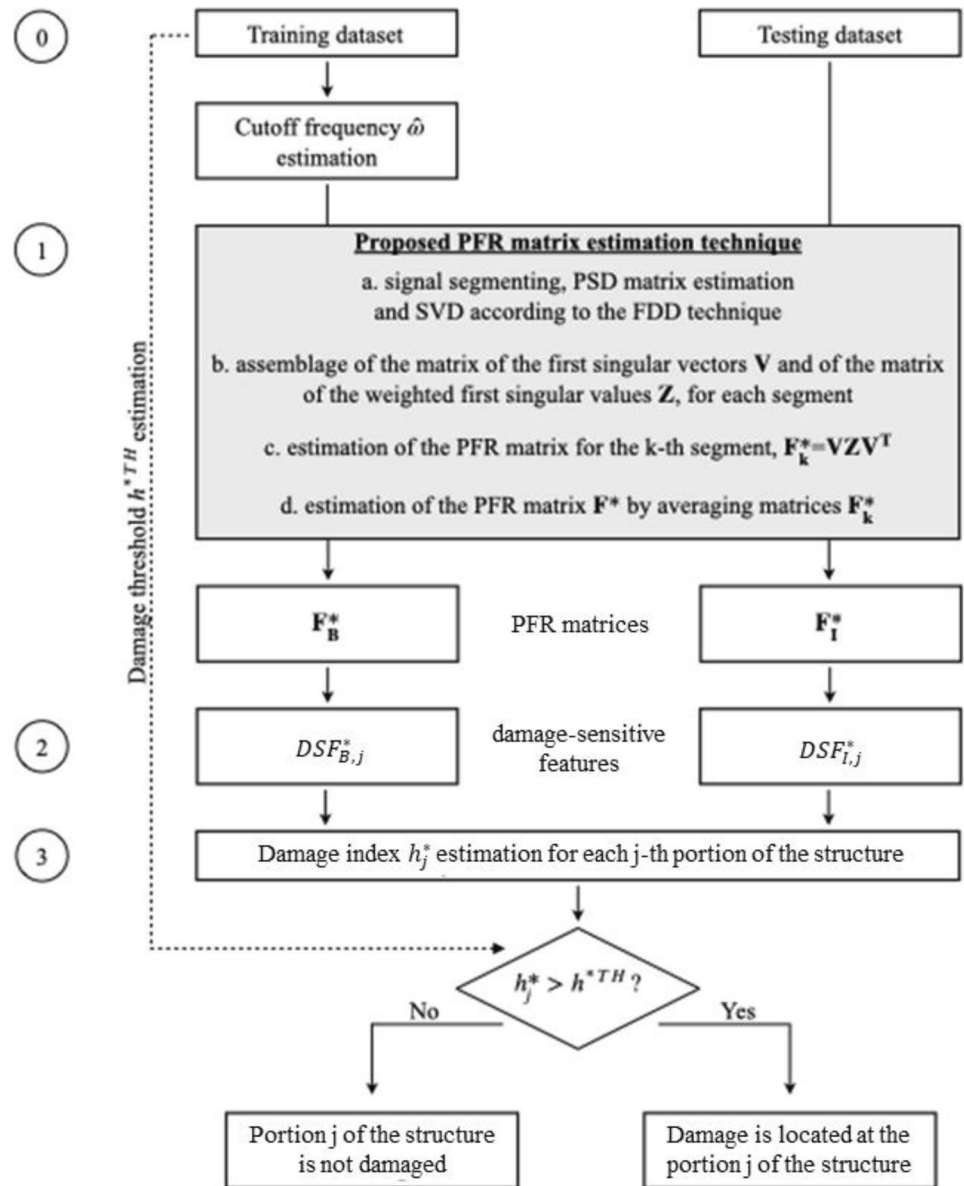 0
Training dataset
Testing dataset
Cutoff frequency ω̂
estimation
1
Proposed PFR matrix estimation technique
a. signal segmenting, PSD matrix estimation
and SVD according to the FDD technique
b. assemblage of the matrix of the first singular vectors V and of the matrix
of the weighted first singular values Z, for each segment
c. estimation of the PFR matrix for the k-th segment, F*k=VZVᵀ
d. estimation of the PFR matrix F* by averaging matrices F*k
Damage threshold h*ᵀᴴ estimation
F*B
PFR matrices
F*I
2
DSF*B,j
damage-sensitive
features
DSF*I,j
3
Damage index h*j estimation for each j-th portion of the structure
h*j > h*ᵀᴴ?
No
Yes
Portion j of the structure
is not damaged
Damage is located at the
portion j of the structure